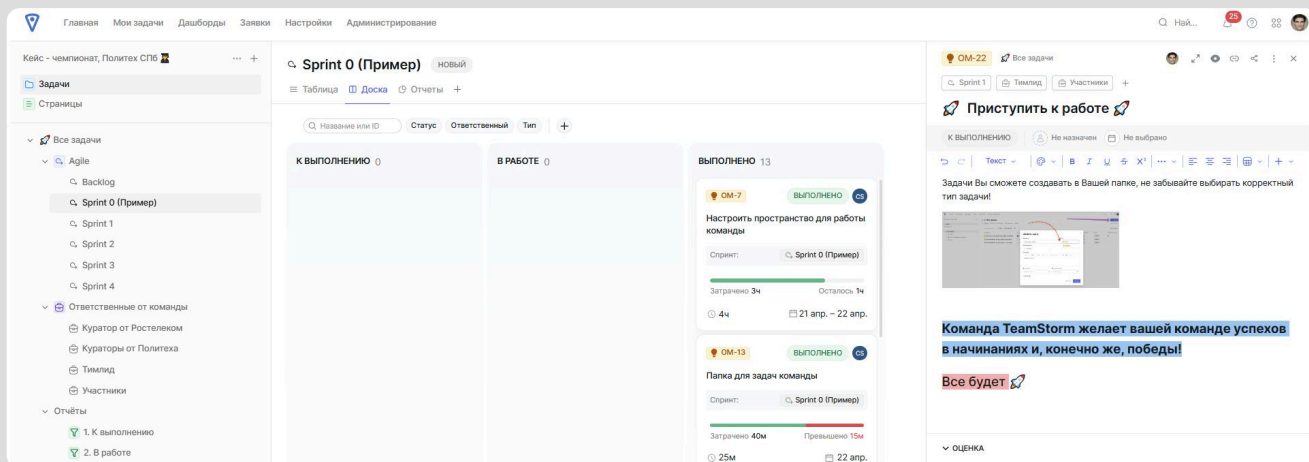 Главная Мои задачи Дашборды Заявки Настройки Администрирование
Най... 25
Кейс - чемпионат, Политех СПб
Задачи
Страницы
Все задачи
Agile
Backlog
Sprint 0 (Пример)
Sprint 1
Sprint 2
Sprint 3
Sprint 4
Ответственные от команды
Куратор от Ростелеком
Кураторы от Политеха
Тимлид
Участники
Отчёты
1. К выполнению
2. В работе
Sprint 0 (Пример) НОВЫЙ
Таблица Доска Отчеты +
Название или ID Статус Ответственный Тип +
К ВЫПОЛНЕНИЮ 0
В РАБОТЕ 0
ВЫПОЛНЕНО 13
ОМ-7 ВЫПОЛНЕНО CS
Настроить пространство для работы
команды
Спринт: Sprint 0 (Пример)
Затрачено 3ч Осталось 1ч
4ч 21 апр. – 22 апр.
ОМ-13 ВЫПОЛНЕНО CS
Папка для задач команды
Спринт: Sprint 0 (Пример)
Затрачено 40м Превышено 15м
25м 22 апр.
ОМ-22 Все задачи
Sprint 1 Тимлид Участники +
Приступить к работе
К ВЫПОЛНЕНИЮ Не назначен Не выбрано
Текст B I U S X²
Задачи Вы сможете создавать в Вашей папке, не забывайте выбирать корректный
тип задачи!
Команда TeamStorm желает вашей команде успехов
в начинаниях и, конечно же, победы!
Все будет
ОЦЕНКА